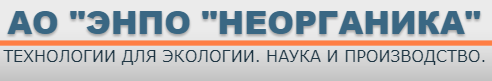 АО "ЭНПО "НЕОРГАНИКА"
ТЕХНОЛОГИИ ДЛЯ ЭКОЛОГИИ. НАУКА И ПРОИЗВОДСТВО.